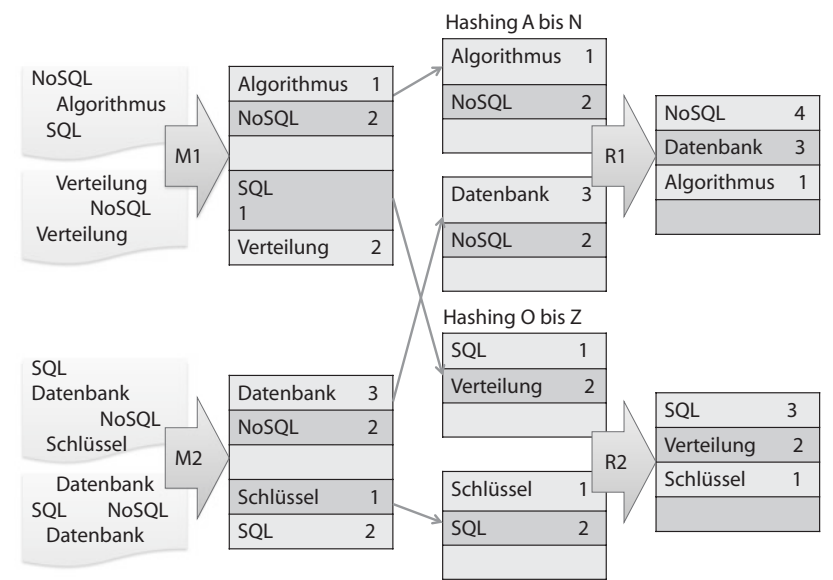 NoSQL
Algorithmus
SQL
Verteilung
NoSQL
Verteilung
M1
Algorithmus 1
NoSQL 2
SQL
1
Verteilung 2
Hashing A bis N
Algorithmus 1
NoSQL 2
Datenbank 3
NoSQL 2
R1
NoSQL 4
Datenbank 3
Algorithmus 1
SQL
Datenbank
NoSQL
Schlüssel
Datenbank
SQL NoSQL
Datenbank
M2
Datenbank 3
NoSQL 2
Schlüssel 1
SQL 2
Hashing O bis Z
SQL 1
Verteilung 2
Schlüssel 1
SQL 2
R2
SQL 3
Verteilung 2
Schlüssel 1